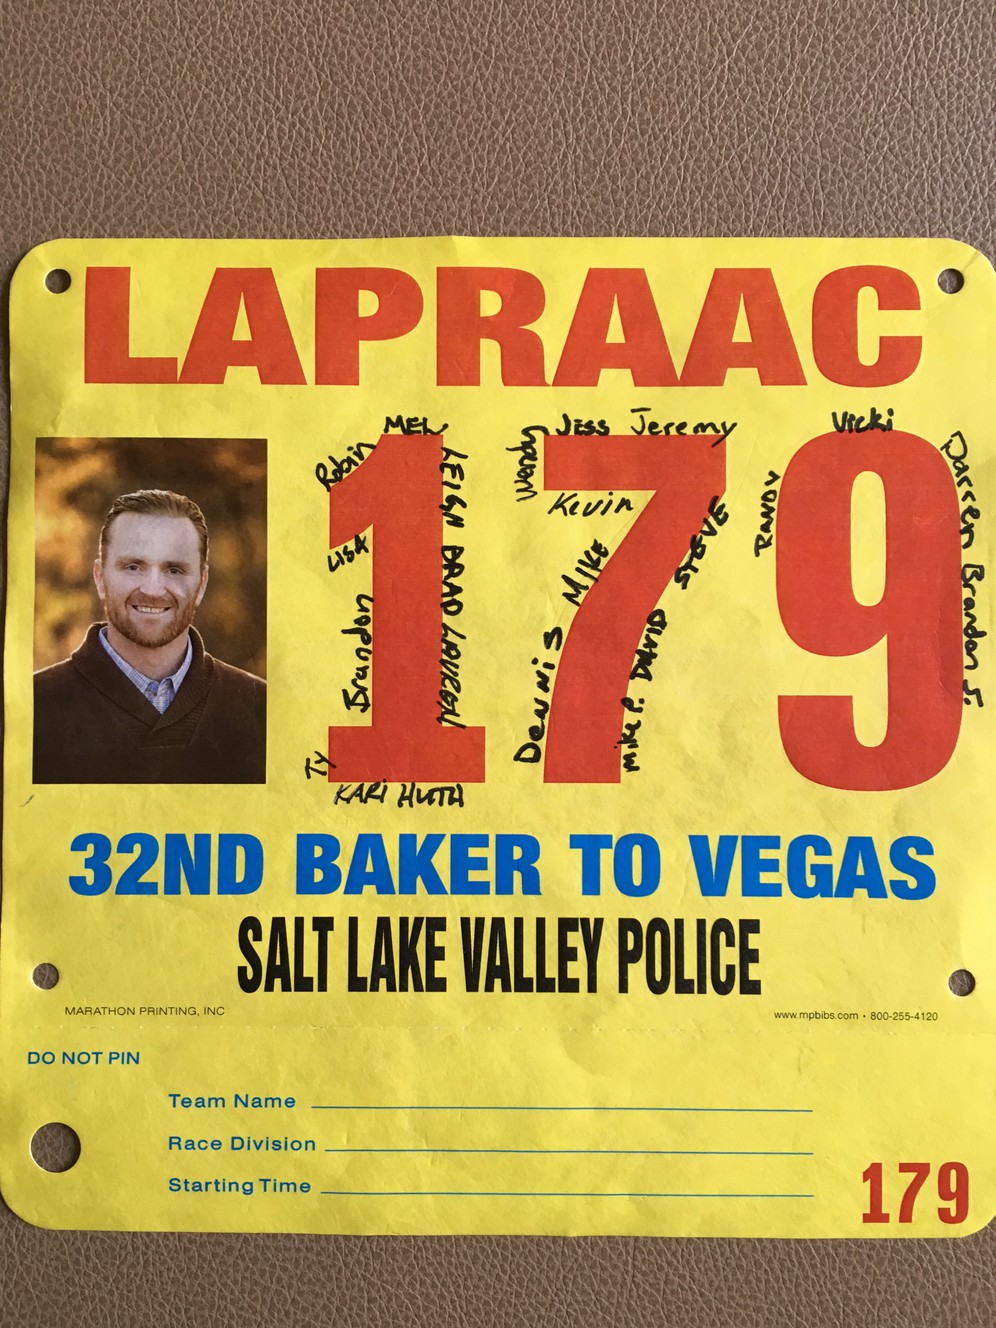 LAPRAAC
179
MEL
Robin
Lisa
Brandon
Ty
KARI HUTH
LEIGH BRAD LAUREN
Wendy
JESS Jeremy
Kevin
MIKE
DENNIS
STEVE
DAVID
mike P.
Vicki
RANDY
Darren Brandon S.
32ND BAKER TO VEGAS
SALT LAKE VALLEY POLICE
MARATHON PRINTING, INC
www.mpbibs.com • 800-255-4120
DO NOT PIN
Team Name
Race Division
Starting Time
179